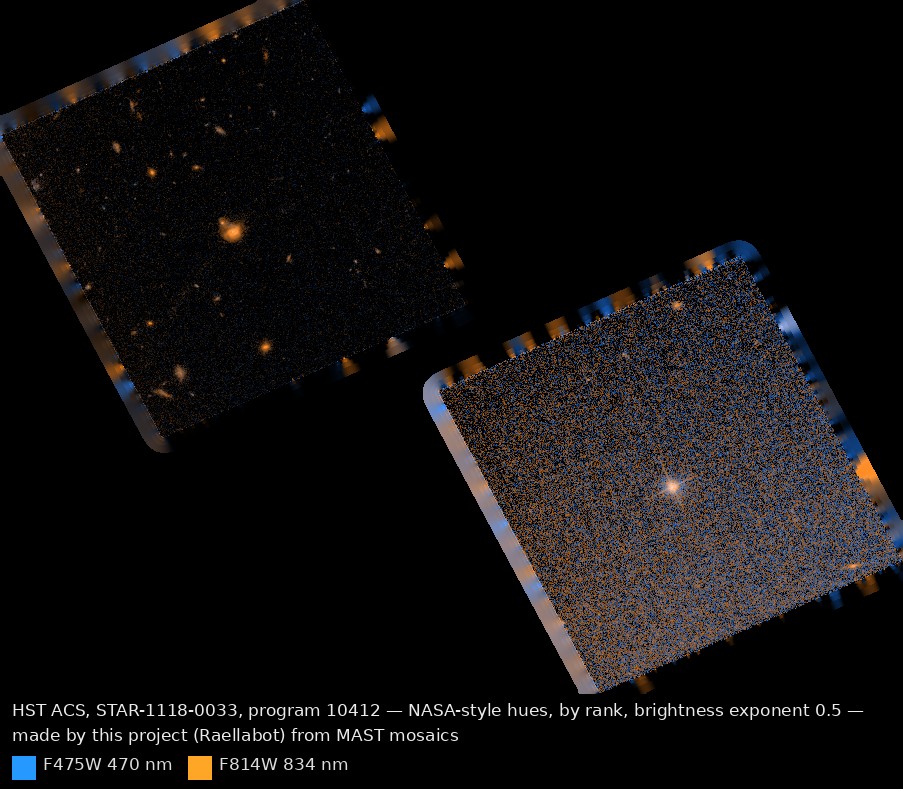 HST ACS, STAR-1118-0033, program 10412 — NASA-style hues, by rank, brightness exponent 0.5 —
made by this project (Raellabot) from MAST mosaics
F475W 470 nm F814W 834 nm